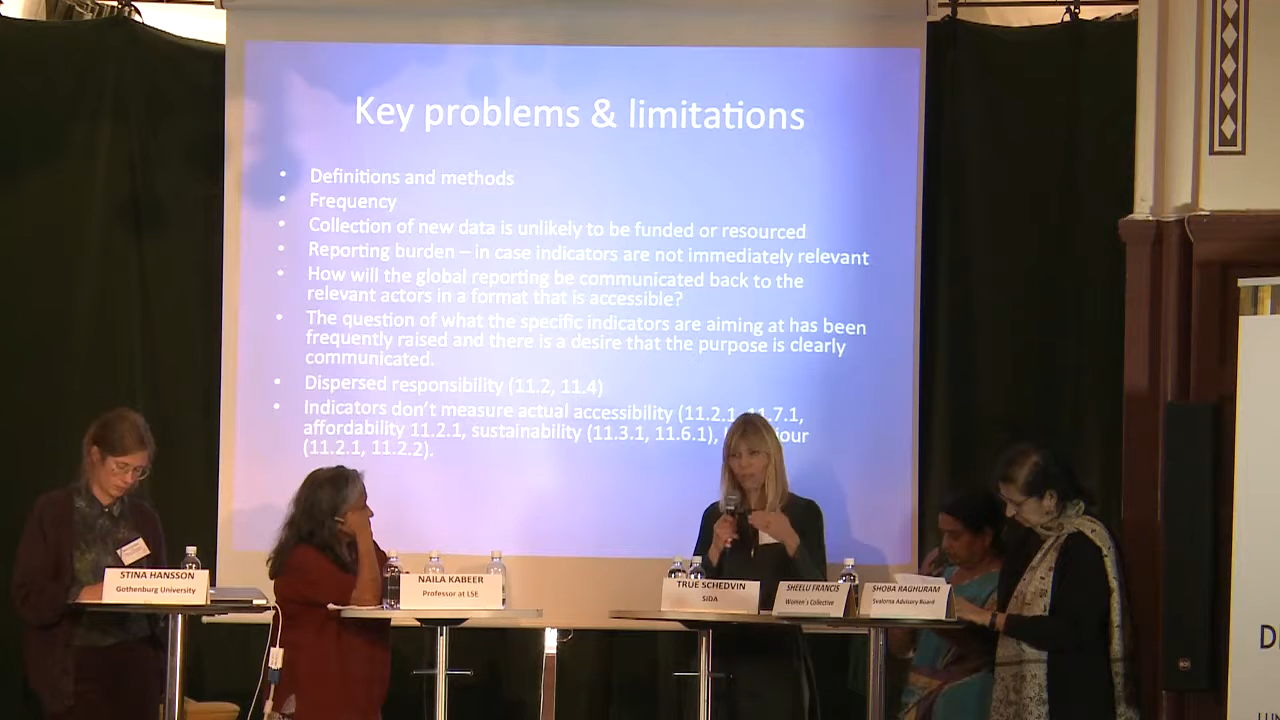 Key problems & limitations
• Definitions and methods
• Frequency
• Collection of new data is unlikely to be funded or resourced
• Reporting burden – in case indicators are not immediately relevant
• How will the global reporting be communicated back to the
relevant actors in a format that is accessible?
• The question of what the specific indicators are aiming at has been
frequently raised and there is a desire that the purpose is clearly
communicated.
• Dispersed responsibility (11.2, 11.4)
• Indicators don't measure actual accessibility (11.2.1, 11.7.1,
affordability 11.2.1, sustainability (11.3.1, 11.6.1),
(11.2.1, 11.2.2).
STINA HANSSON
Gothenburg University
NAILA KABEER
Professor at LSE
TRUE SCHEDVIN
SIDA
SHEELU FRANCIS
Women's Collective
SHOBA RAGHURAM
Svalorna Advisory Board